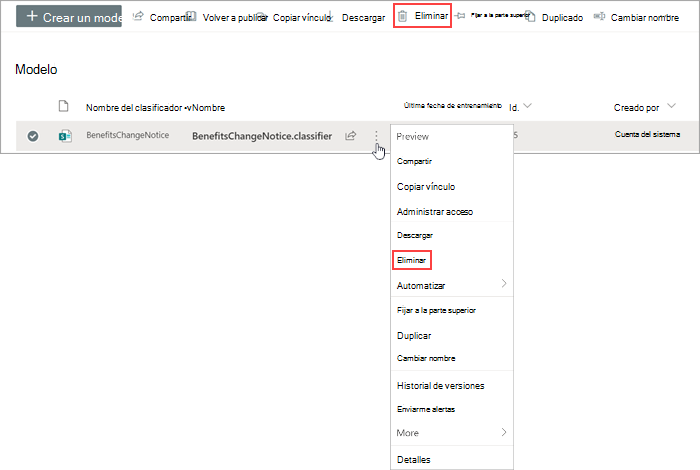 + Crear un mode Compartir Volver a publicar Copiar vínculo Descargar Eliminar Fijar a la parte superior Duplicado Cambiar nombre
Modelo
Nombre del clasificador Nombre. Última fecha de entrenamiento Id. Creado por
BenefitsChangeNotice BenefitsChangeNotice.classifier Cuenta del sistema
Preview
Compartir
Copiar vínculo
Administrar acceso
Descargar
Eliminar
Automatizar
Fijar a la parte superior
Duplicar
Cambiar nombre
Historial de versiones
Enviarme alertas
More
Detalles